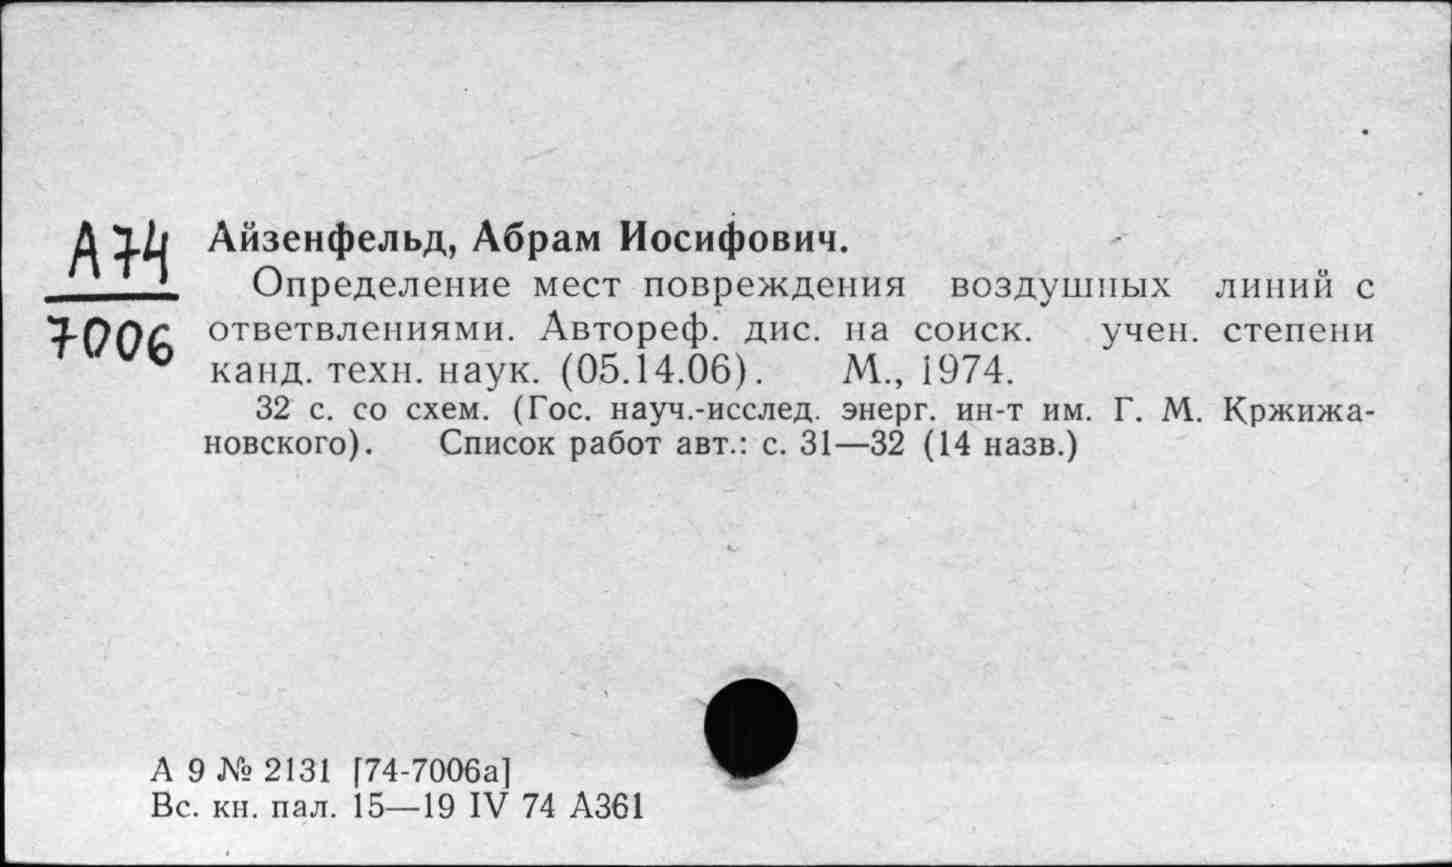 А74
7006
Айзенфельд, Абрам Иосифович.
Определение мест повреждения воздушных линий с
ответвлениями. Автореф. дис. на соиск. учен. степени
канд. техн. наук. (05.14.06). М., 1974.
32 с. со схем. (Гос. науч.-исслед. энерг. ин-т им. Г. М. Кржижа-
новского). Список работ авт.: с. 31—32 (14 назв.)
А 9 № 2131 [74-7006а]
Вс. кн. пал. 15—19 IV 74 А361